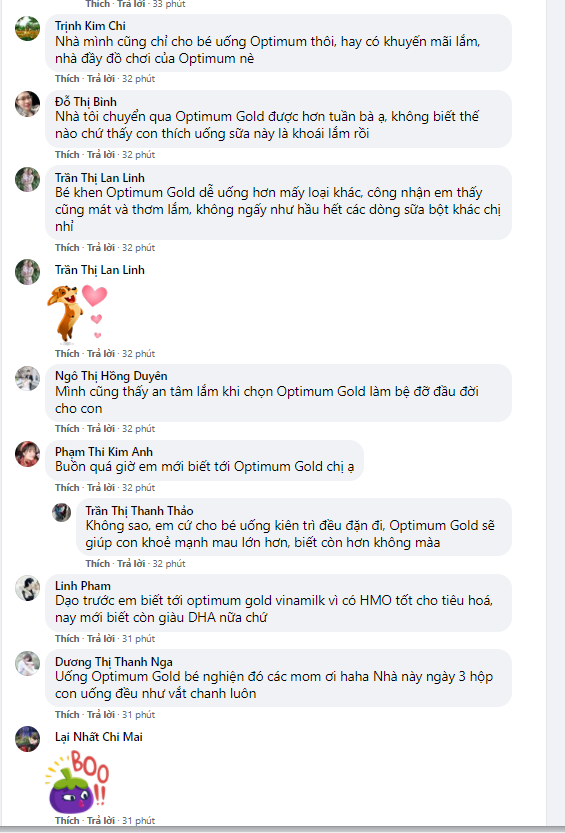 Thích · Trả lời · 33 phút
Trịnh Kim Chi
Nhà mình cũng chỉ cho bé uống Optimum thôi, hay có khuyến mãi lắm,
nhà đầy đồ chơi của Optimum nè
Thích · Trả lời · 32 phút
Đỗ Thị Bình
Nhà tôi chuyển qua Optimum Gold được hơn tuần bà ạ, không biết thế
nào chứ thấy con thích uống sữa này là khoái lắm rồi
Thích · Trả lời · 32 phút
Trần Thị Lan Linh
Bé khen Optimum Gold dễ uống hơn mấy loại khác, công nhận em thấy
cũng mát và thơm lắm, không ngấy như hầu hết các dòng sữa bột khác chị
nhỉ
Thích · Trả lời · 32 phút
Trần Thị Lan Linh
Thích · Trả lời · 32 phút
Ngô Thị Hồng Duyên
Mình cũng thấy an tâm lắm khi chọn Optimum Gold làm bệ đỡ đầu đời
cho con
Thích · Trả lời · 32 phút
Phạm Thi Kim Anh
Buồn quá giờ em mới biết tới Optimum Gold chị ạ
Thích · Trả lời · 32 phút
Trần Thị Thanh Thảo
Không sao, em cứ cho bé uống kiên trì đều đặn đi, Optimum Gold sẽ
giúp con khoẻ mạnh mau lớn hơn, biết còn hơn không màa
Thích · Trả lời · 32 phút
Linh Pham
Dạo trước em biết tới optimum gold vinamilk vì có HMO tốt cho tiêu hoá,
nay mới biết còn giàu DHA nữa chứ
Thích · Trả lời · 31 phút
Dương Thị Thanh Nga
Uống Optimum Gold bé nghiện đó các mom ơi haha Nhà này ngày 3 hộp
con uống đều như vắt chanh luôn
Thích · Trả lời · 31 phút
Lại Nhất Chi Mai
BOO
!!
Thích · Trả lời · 31 phút